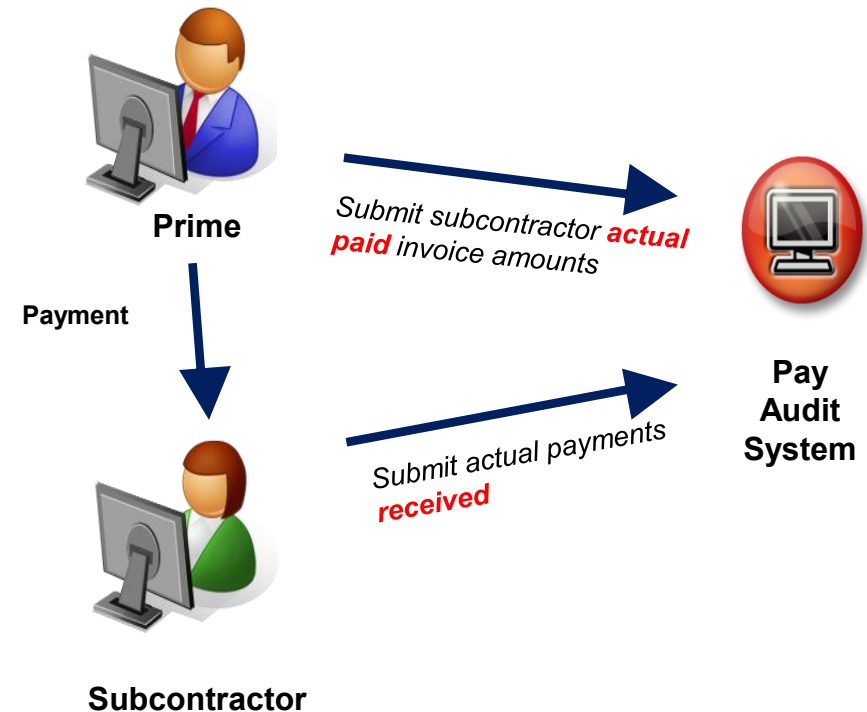 Prime
Submit subcontractor actual
paid invoice amounts
Payment
Pay
Audit
System
Submit actual payments
received
Subcontractor